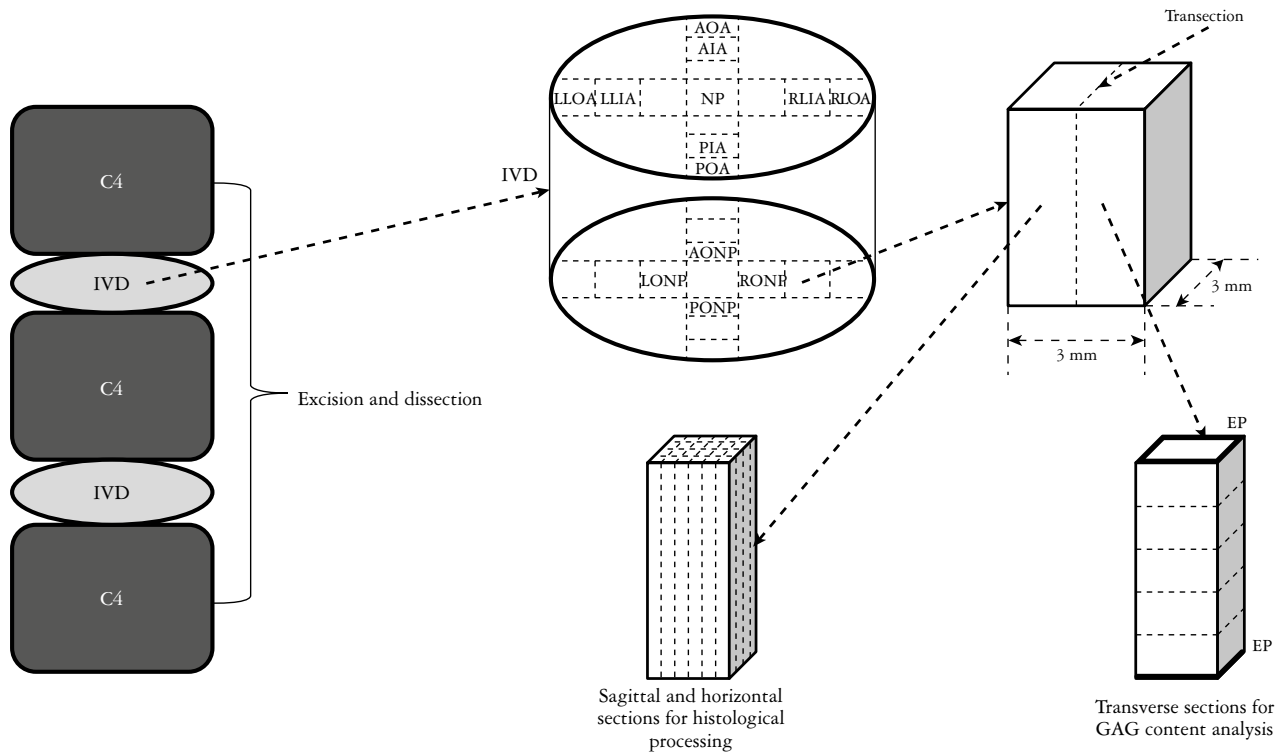 C4
IVD
C4
IVD
C4
Excision and dissection
IVD
AOA
AIA
LLOA LLIA NP RLIA RLOA
PIA
POA
AONP
LONP RONP
PONP
Transection
3 mm
3 mm
Sagittal and horizontal
sections for histological
processing
EP
EP
Transverse sections for
GAG content analysis